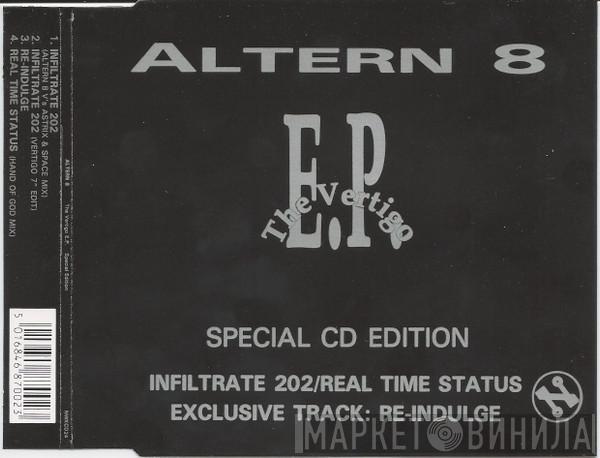 ALTERN 8
The Vertigo
E.P.
SPECIAL CD EDITION
INFILTRATE 202/REAL TIME STATUS
EXCLUSIVE TRACK: RE-INDULGE
1. INFILTRATE 202
(ALTERN 8 V's ASTRIX & SPACE MIX)
2. INFILTRATE 202 (VERTIGO 7" EDIT)
3. RE-INDULGE
4. REAL TIME STATUS (HAND OF GOD MIX)
ALTERN 8 The Vertigo E.P. Special Edition
NWKCD24
5 016846 870023
МАРКЕТ ВИНИЛА